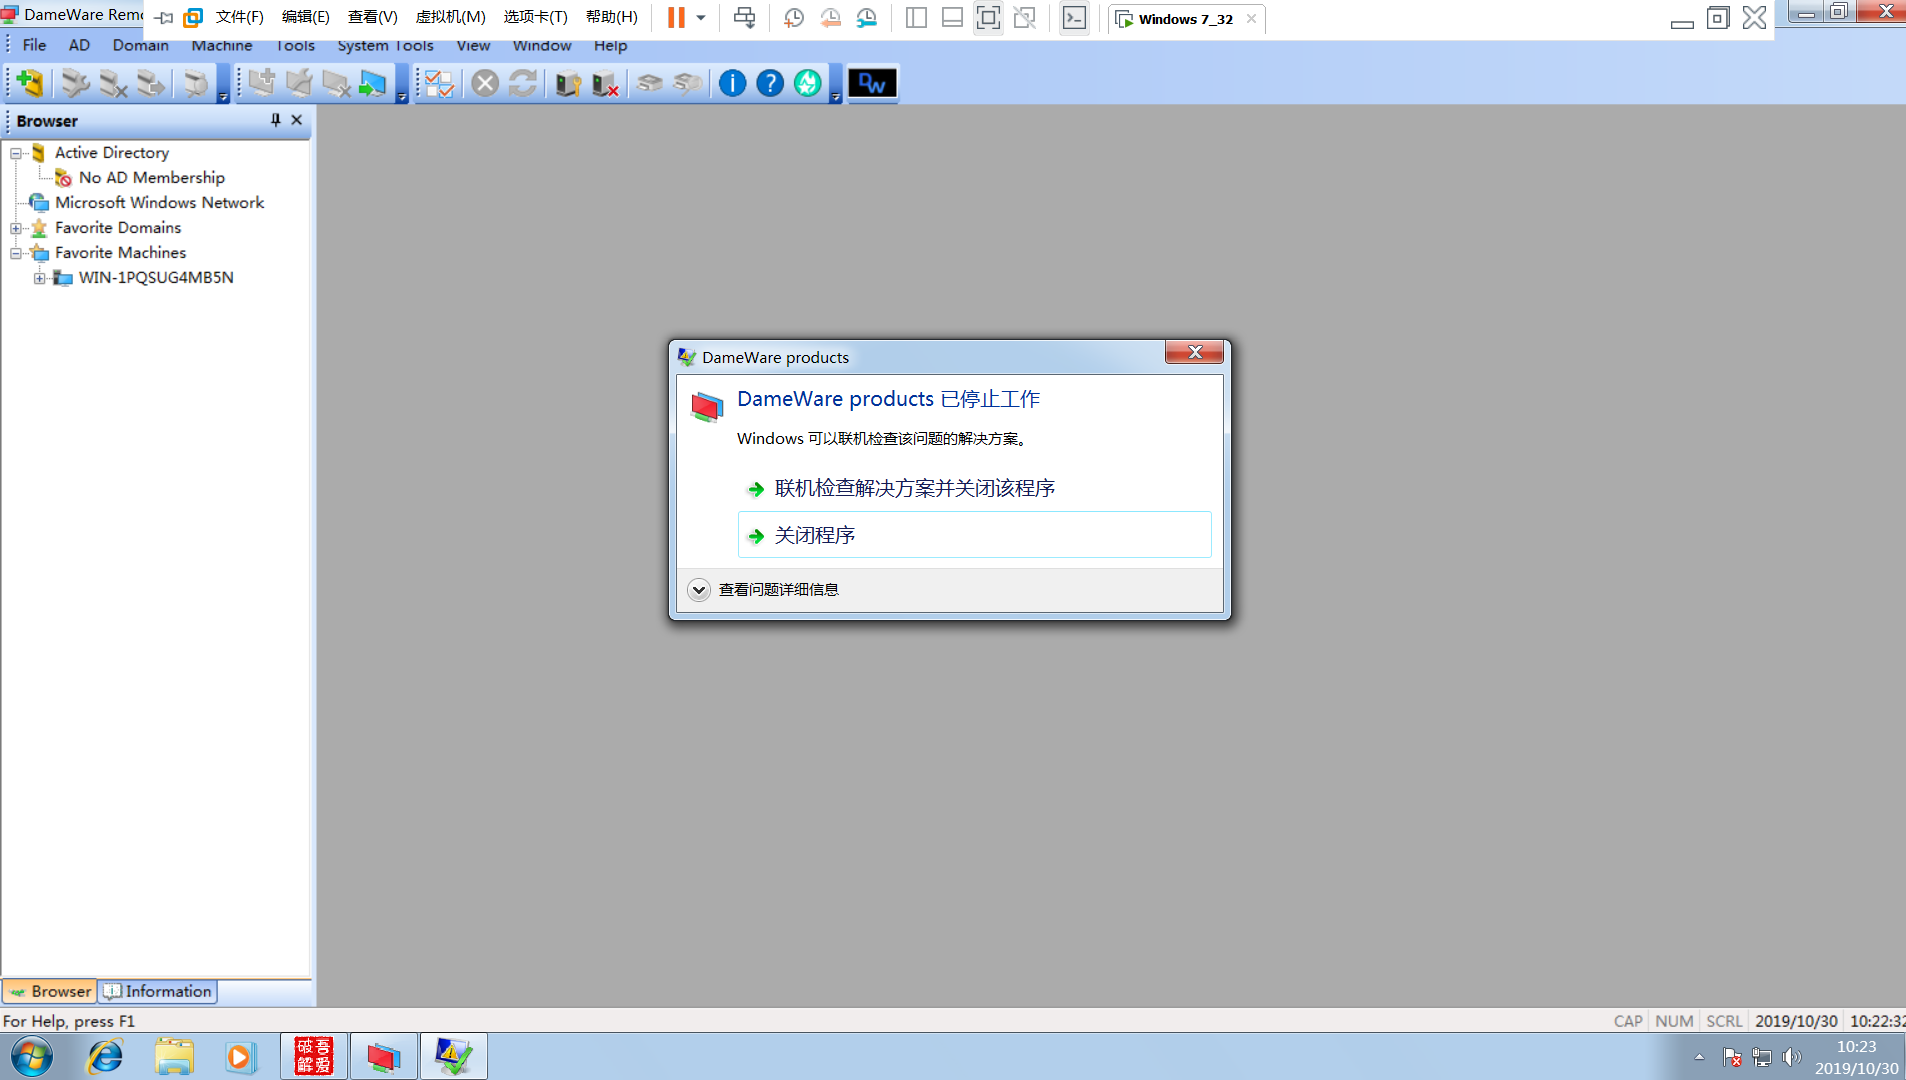 DameWare Remo
文件(F) 编辑(E) 查看(V) 虚拟机(M) 选项卡(T) 帮助(H)
Windows 7_32
File AD Domain Machine Tools System Tools View Window Help
DW
Browser
Active Directory
No AD Membership
Microsoft Windows Network
Favorite Domains
Favorite Machines
WIN-1PQSUG4MB5N
DameWare products
DameWare products 已停止工作
Windows 可以联机检查该问题的解决方案。
联机检查解决方案并关闭该程序
关闭程序
查看问题详细信息
Browser Information
For Help, press F1
CAP NUM SCRL 2019/10/30 10:22:32
吾爱破解
10:23
2019/10/30